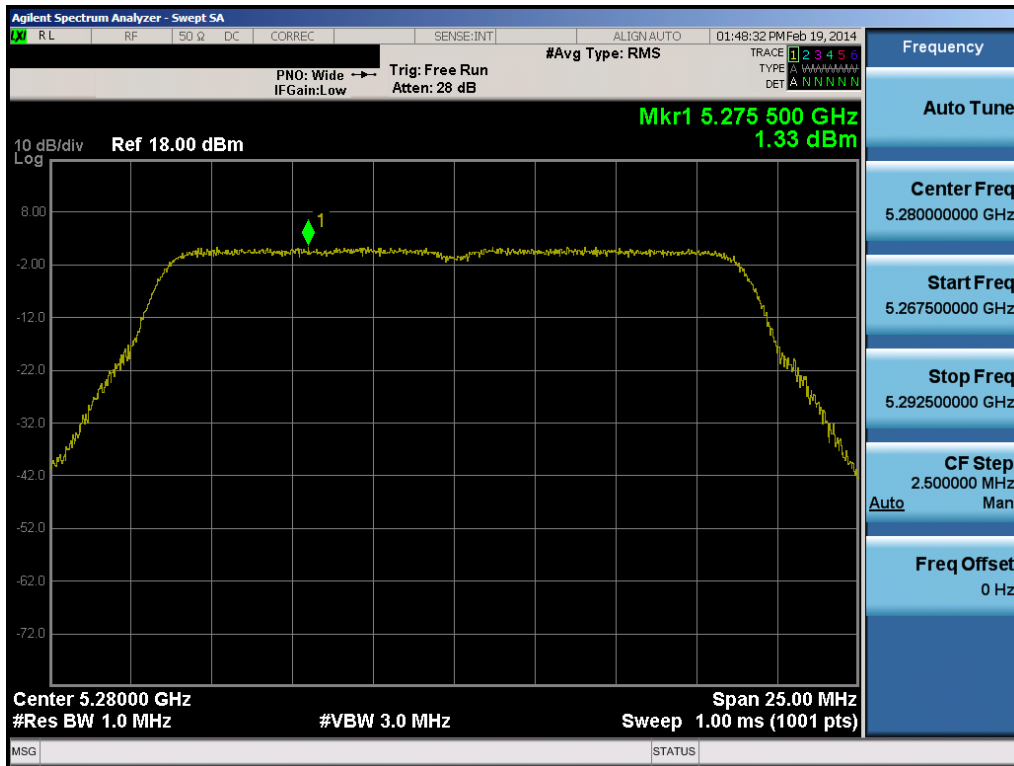 Agilent Spectrum Analyzer - Swept SA
LXI RL RF 50 Ω DC CORREC SENSE:INT ALIGN AUTO 01:48:32 PM Feb 19, 2014
#Avg Type: RMS TRACE 1 2 3 4 5 6
PNO: Wide Trig: Free Run TYPE A WWWWW
IFGain:Low Atten: 28 dB DET A N N N N N
Mkr1 5.275 500 GHz
10 dB/div Ref 18.00 dBm 1.33 dBm
Log
1
8.00
-2.00
-12.0
-22.0
-32.0
-42.0
-52.0
-62.0
-72.0
Center 5.28000 GHz Span 25.00 MHz
#Res BW 1.0 MHz #VBW 3.0 MHz Sweep 1.00 ms (1001 pts)
MSG STATUS
Frequency
Auto Tune
Center Freq
5.280000000 GHz
Start Freq
5.267500000 GHz
Stop Freq
5.292500000 GHz
CF Step
2.500000 MHz
Auto Man
Freq Offset
0 Hz